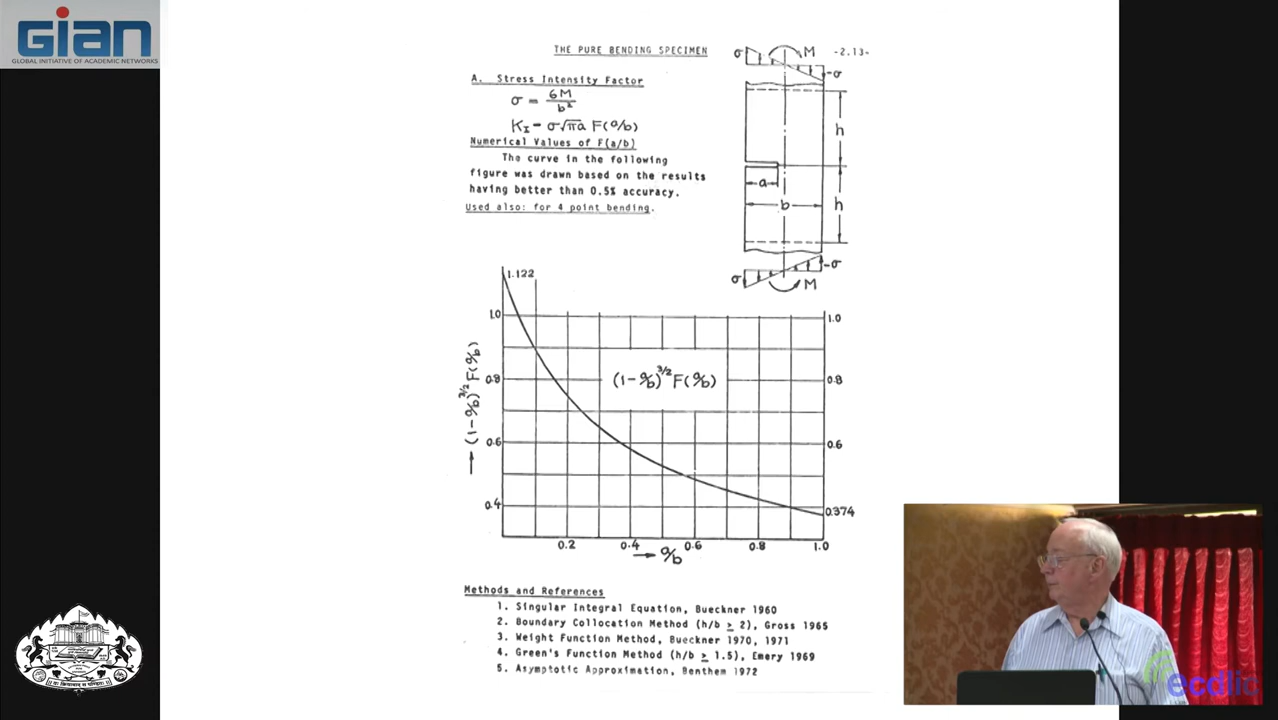 GIAN
GLOBAL INITIATIVE OF ACADEMIC NETWORKS
THE PURE BENDING SPECIMEN
-2.13-
A. Stress Intensity Factor
σ = 6M/b²
K_I = σ√πa F(a/b)
Numerical Values of F(a/b)
The curve in the following
figure was drawn based on the results
having better than 0.5% accuracy.
Used also: for 4 point bending.
σ
M
-σ
h
a
b
h
σ
M
-σ
1.122
1.0
0.8
0.6
0.4
(1-a/b)^3/2 F(a/b)
(1-a/b)^3/2 F(a/b)
1.0
0.8
0.6
0.374
0.2
0.4
0.6
0.8
1.0
a/b
Methods and References
1. Singular Integral Equation, Bueckner 1960
2. Boundary Collocation Method (h/b ≥ 2), Gross 1965
3. Weight Function Method, Bueckner 1970, 1971
4. Green's Function Method (h/b ≥ 1.5), Emery 1969
5. Asymptotic Approximation, Benthem 1972
ecdlic